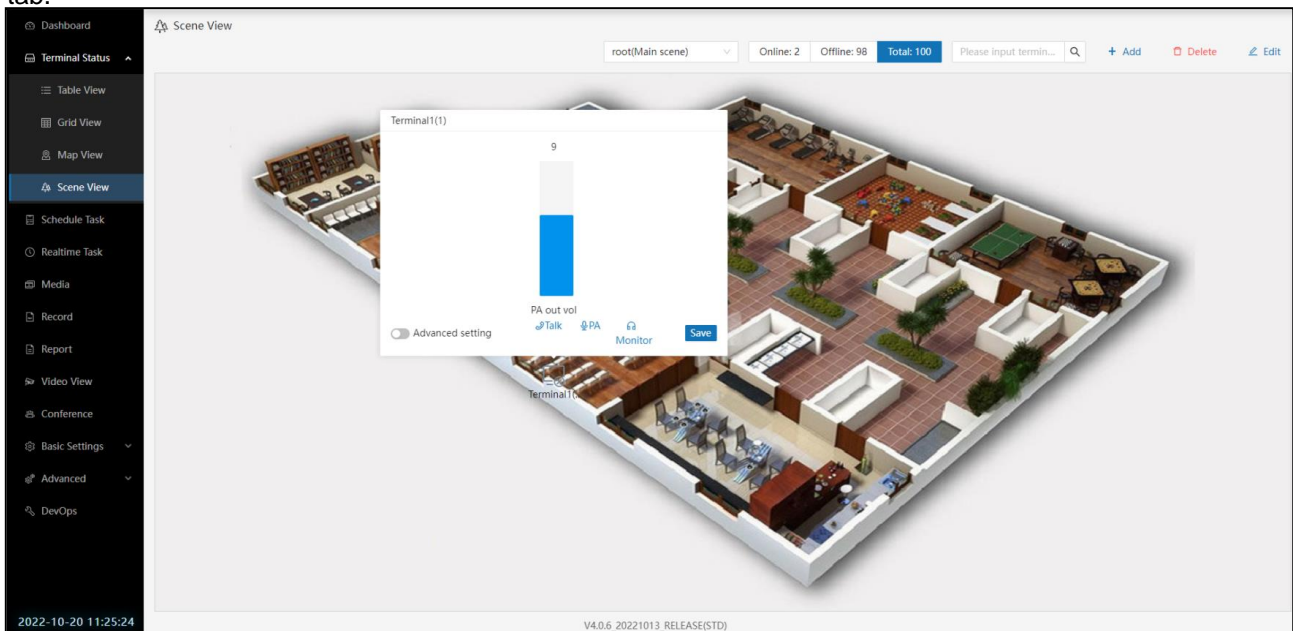 tab.
Dashboard
Scene View
Terminal Status
root(Main scene)
Online: 2
Offline: 98
Total: 100
Please input termin...
Add
Delete
Edit
Table View
Grid View
Map View
Scene View
Schedule Task
Realtime Task
Media
Record
Report
Video View
Conference
Basic Settings
Advanced
DevOps
Terminal1(1)
9
PA out vol
Advanced setting
Talk
PA
Monitor
Save
Terminal1(...
2022-10-20 11:25:24
V4.0.6_20221013_RELEASE(STD)